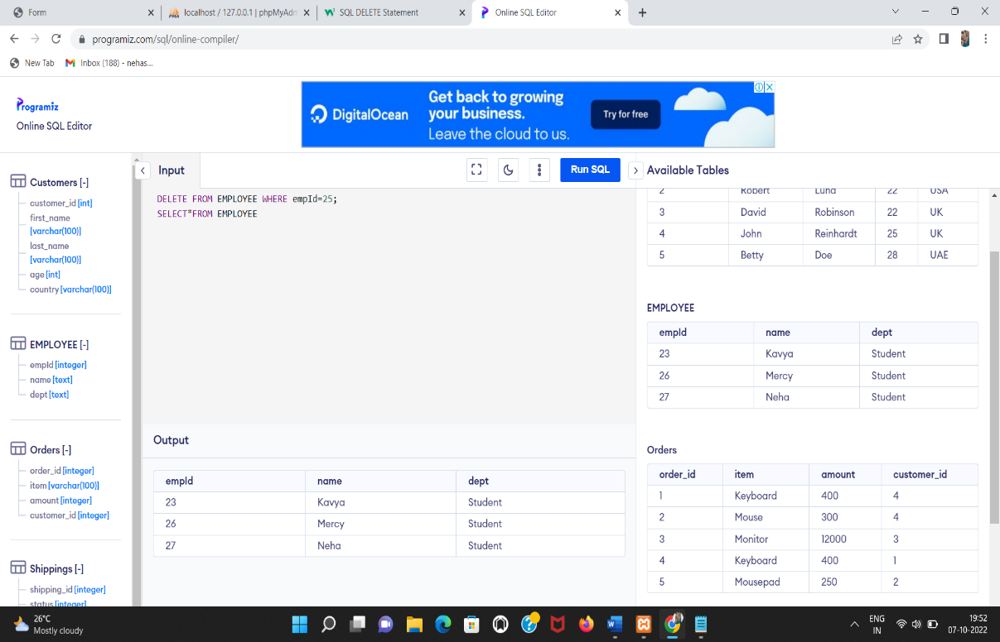 Form
localhost / 127.0.0.1 | phpMyAdm
SQL DELETE Statement
Online SQL Editor
programiz.com/sql/online-compiler/
New Tab
Inbox (188) - nehas...
Programiz
Online SQL Editor
DigitalOcean
Get back to growing
your business.
Leave the cloud to us.
Try for free
Customers [-]
customer_id [int]
first_name
[varchar(100)]
last_name
[varchar(100)]
age [int]
country [varchar(100)]
EMPLOYEE [-]
empId [integer]
name [text]
dept [text]
Orders [-]
order_id [integer]
item [varchar(100)]
amount [integer]
customer_id [integer]
Shippings [-]
shipping_id [integer]
status [integer]
Input
Run SQL
DELETE FROM EMPLOYEE WHERE empId=25;
SELECT*FROM EMPLOYEE
Output
empId name dept
23 Kavya Student
26 Mercy Student
27 Neha Student
Available Tables
2 Robert Luna 22 USA
3 David Robinson 22 UK
4 John Reinhardt 25 UK
5 Betty Doe 28 UAE
EMPLOYEE
empId name dept
23 Kavya Student
26 Mercy Student
27 Neha Student
Orders
order_id item amount customer_id
1 Keyboard 400 4
2 Mouse 300 4
3 Monitor 12000 3
4 Keyboard 400 1
5 Mousepad 250 2
26°C
Mostly cloudy
ENG
IN
19:52
07-10-2022